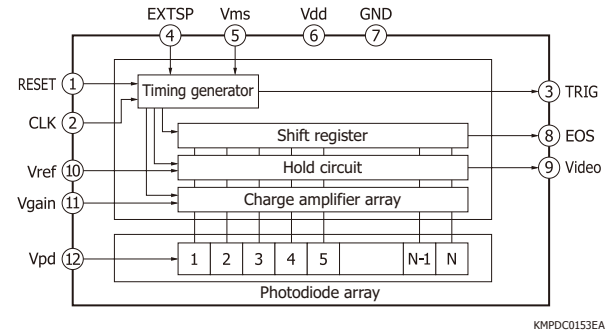 EXTSP Vms Vdd GND
4 5 6 7
RESET 1 Timing generator 3 TRIG
CLK 2
Shift register 8 EOS
Vref 10 Hold circuit 9 Video
Vgain 11 Charge amplifier array
Vpd 12 1 2 3 4 5 N-1 N
Photodiode array
KMPDC0153EA